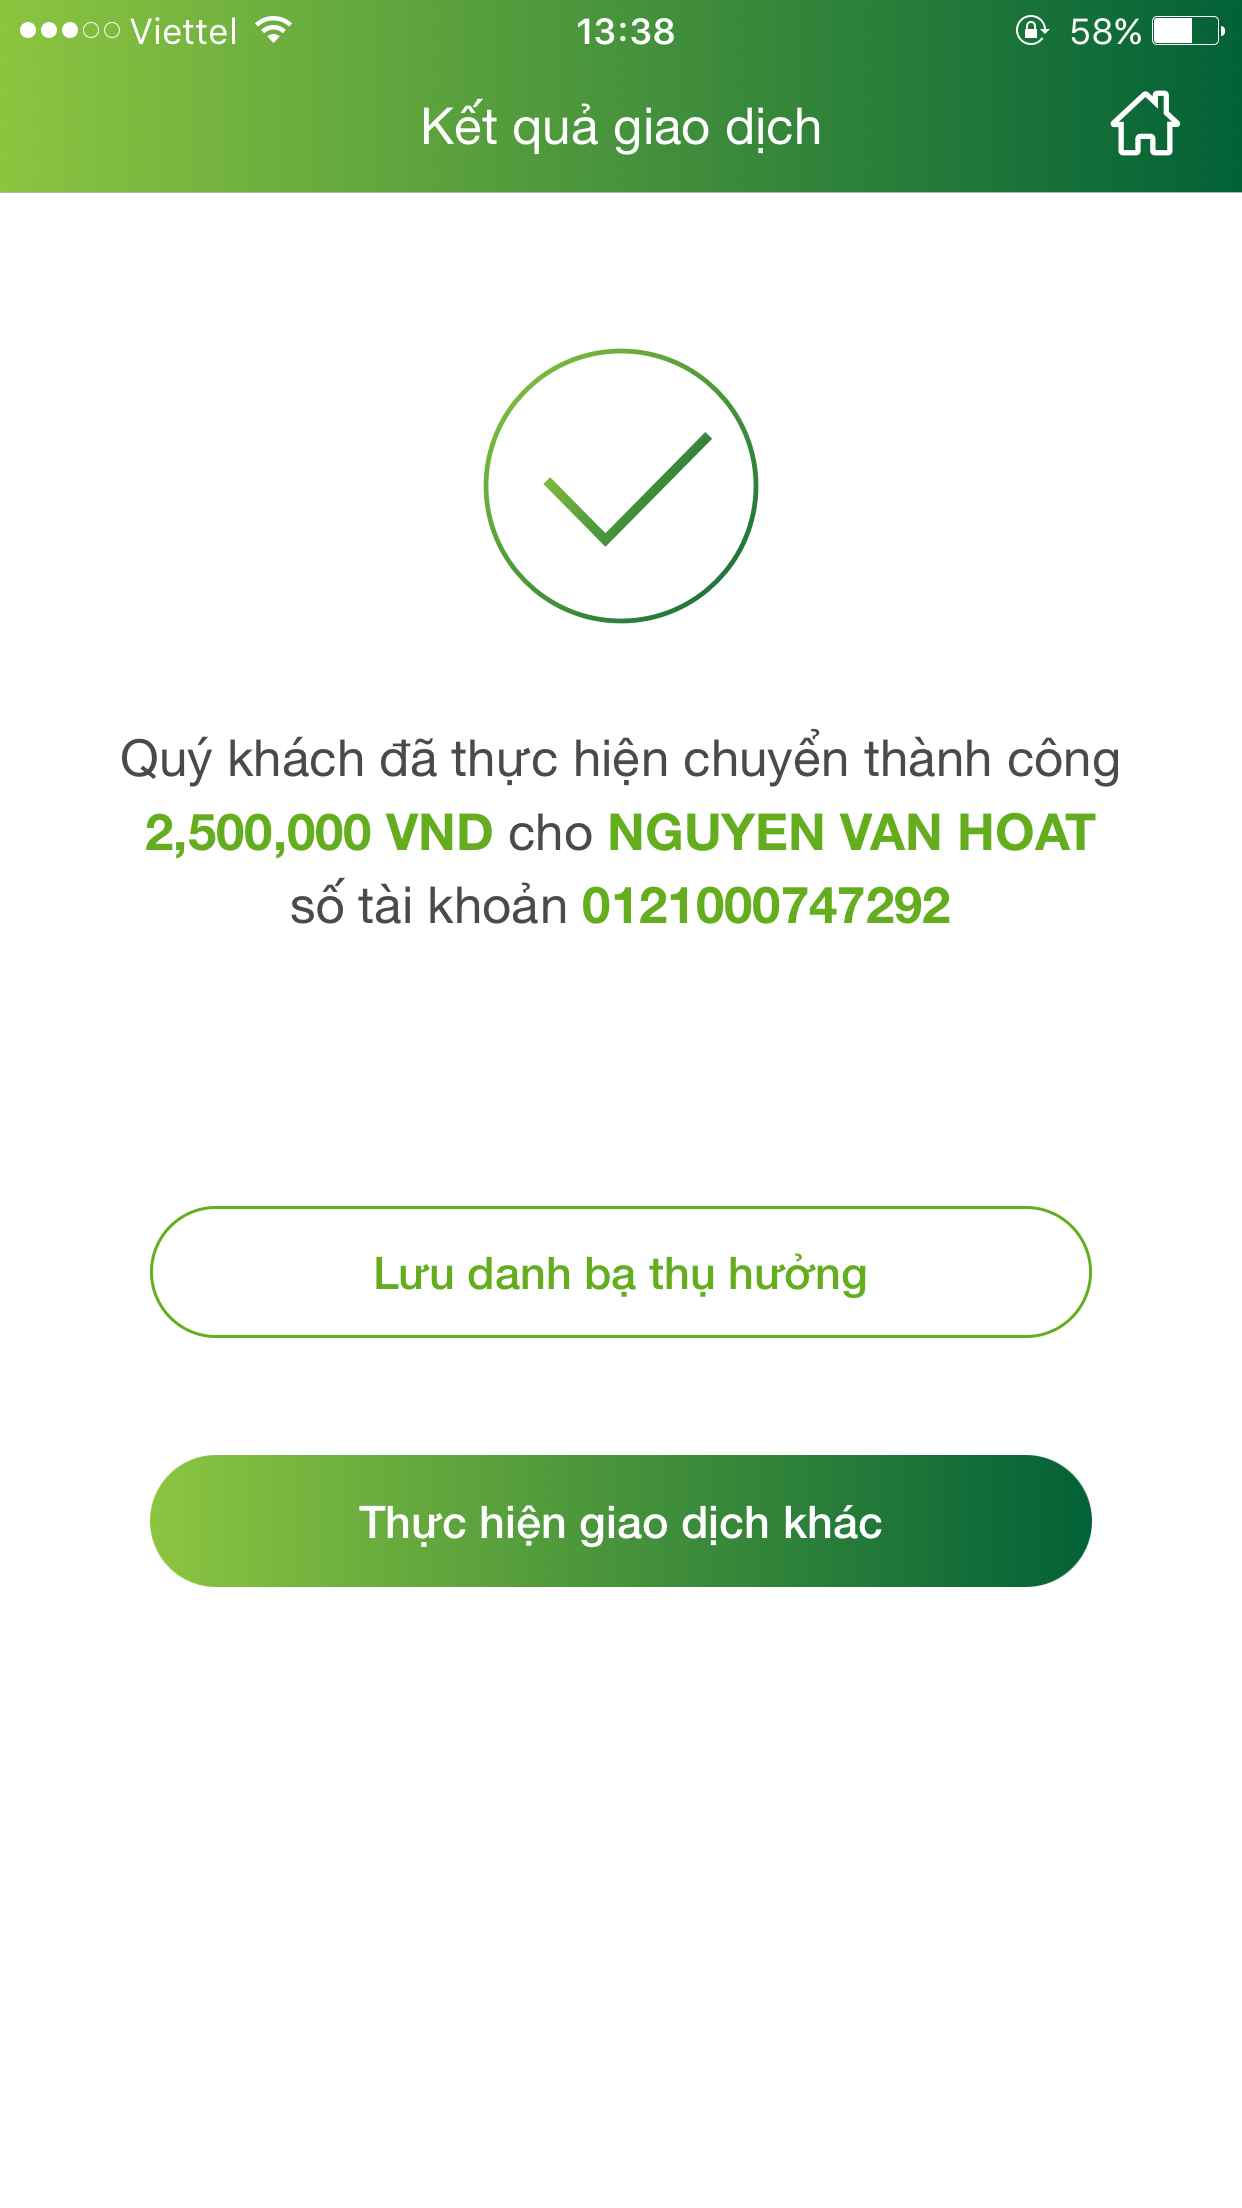 Viettel 13:38 58%
Kết quả giao dịch
Quý khách đã thực hiện chuyển thành công
2,500,000 VND cho NGUYEN VAN HOAT
số tài khoản 0121000747292
Lưu danh bạ thụ hưởng
Thực hiện giao dịch khác